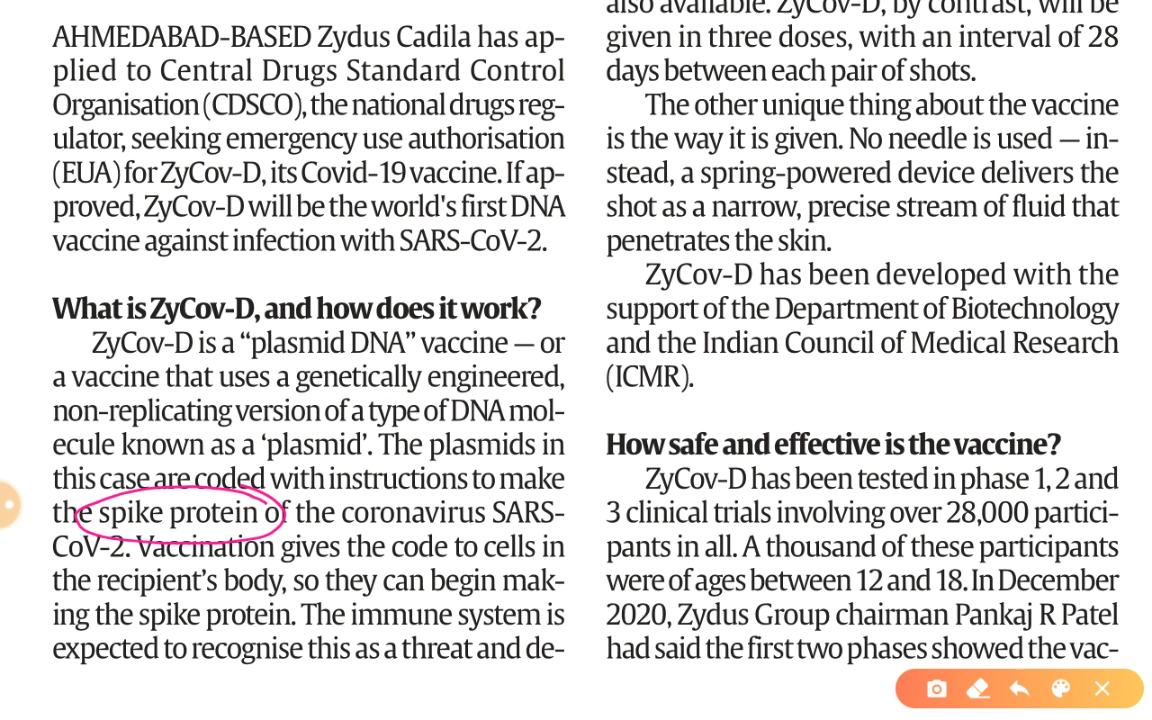 AHMEDABAD-BASED Zydus Cadila has ap-
plied to Central Drugs Standard Control
Organisation (CDSCO), the national drugs reg-
ulator, seeking emergency use authorisation
(EUA) for ZyCov-D, its Covid-19 vaccine. If ap-
proved, ZyCov-D will be the world's first DNA
vaccine against infection with SARS-CoV-2.
What is ZyCov-D, and how does it work?
ZyCov-D is a “plasmid DNA” vaccine — or
a vaccine that uses a genetically engineered,
non-replicating version of a type of DNA mol-
ecule known as a ‘plasmid’. The plasmids in
this case are coded with instructions to make
the spike protein of the coronavirus SARS-
CoV-2. Vaccination gives the code to cells in
the recipient’s body, so they can begin mak-
ing the spike protein. The immune system is
expected to recognise this as a threat and de-
also available. ZyCov-D, by contrast, will be
given in three doses, with an interval of 28
days between each pair of shots.
The other unique thing about the vaccine
is the way it is given. No needle is used — in-
stead, a spring-powered device delivers the
shot as a narrow, precise stream of fluid that
penetrates the skin.
ZyCov-D has been developed with the
support of the Department of Biotechnology
and the Indian Council of Medical Research
(ICMR).
How safe and effective is the vaccine?
ZyCov-D has been tested in phase 1, 2 and
3 clinical trials involving over 28,000 partici-
pants in all. A thousand of these participants
were of ages between 12 and 18. In December
2020, Zydus Group chairman Pankaj R Patel
had said the first two phases showed the vac-